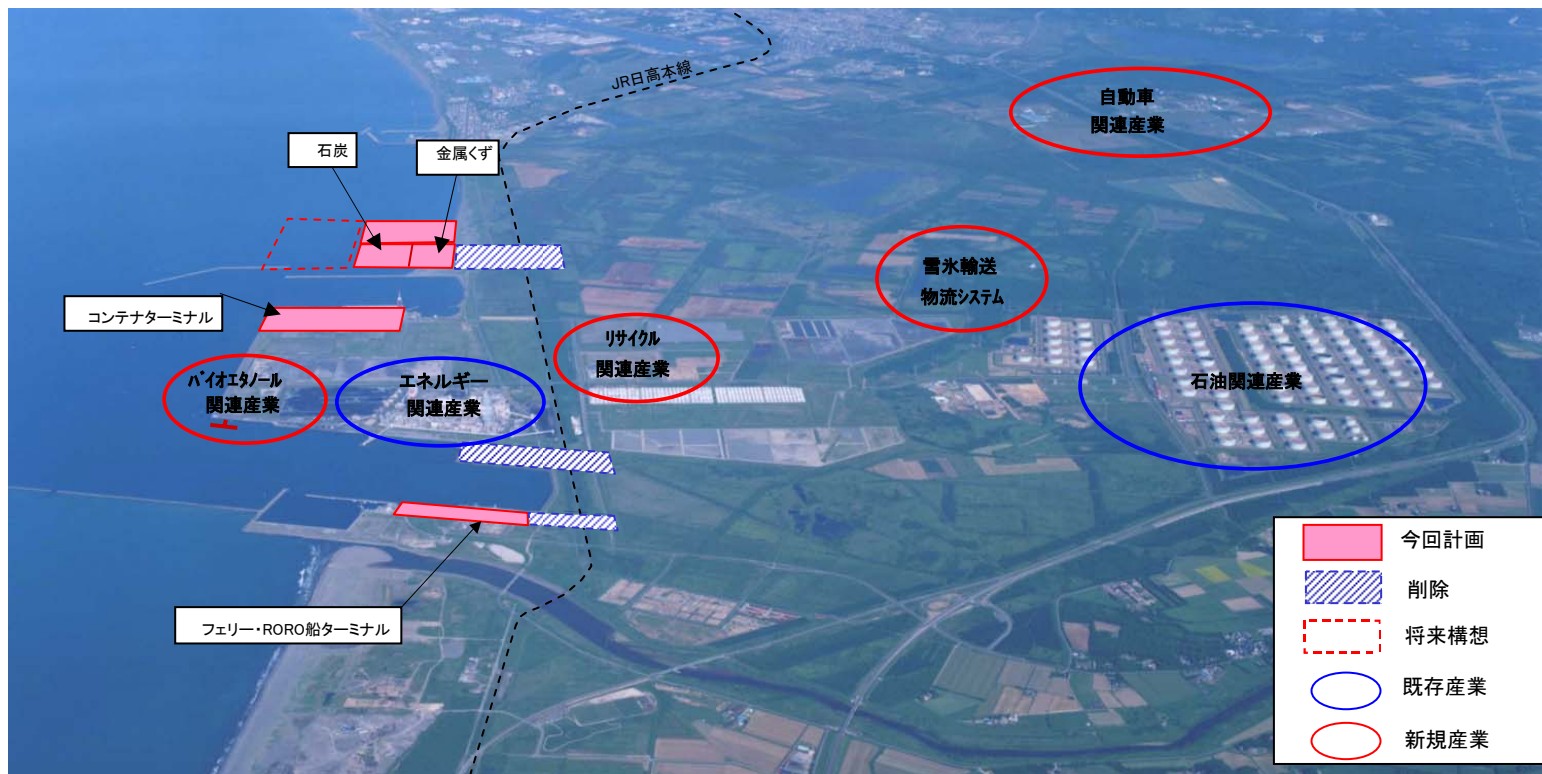 JR日高本線
自動車
関連産業
石炭
金属くず
雪氷輸送
物流システム
コンテナターミナル
リサイクル
関連産業
バイオエタノール
関連産業
エネルギー
関連産業
石油関連産業
フェリー・RORO船ターミナル
今回計画
削除
将来構想
既存産業
新規産業